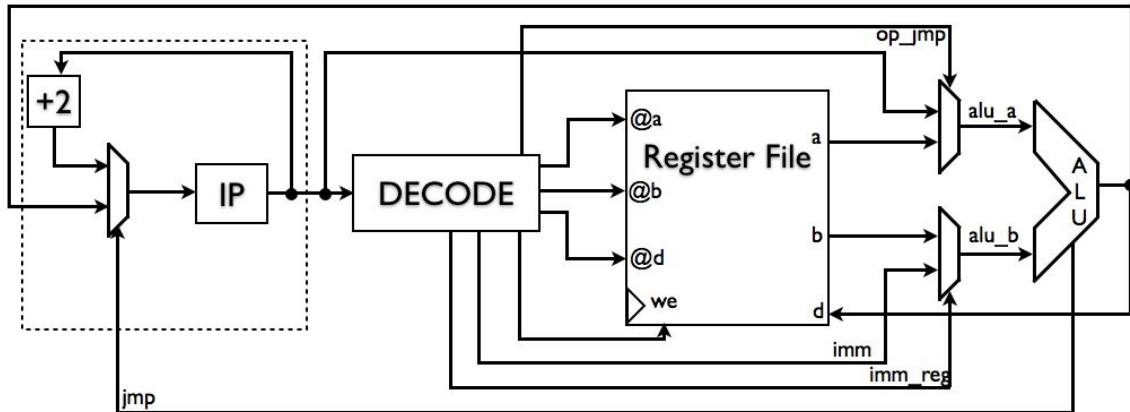 op_jmp
+2
@a
a
alu_a
Register File
A
L
U
IP
DECODE
@b
b
alu_b
@d
we
d
imm
imm_reg
jmp